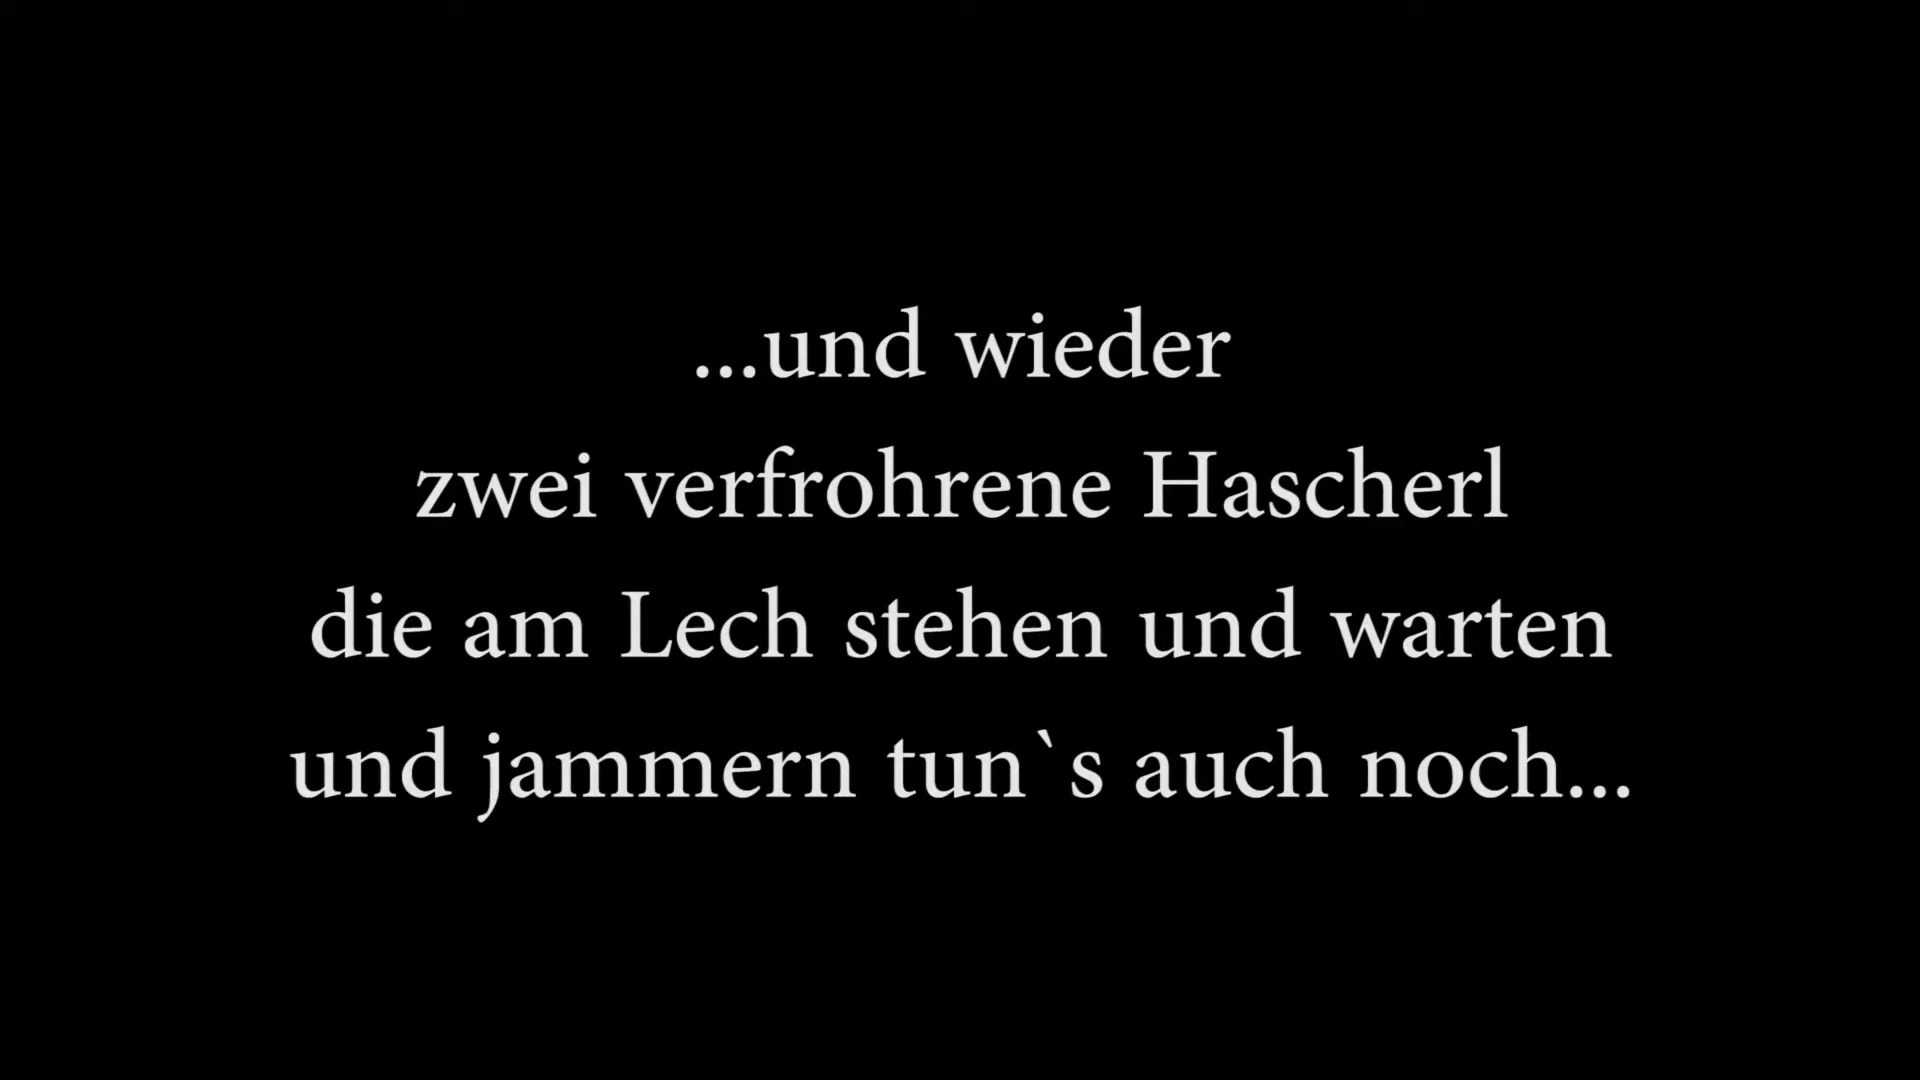 ...und wieder
zwei verfrohrene Hascherl
die am Lech stehen und warten
und jammern tun`s auch noch...